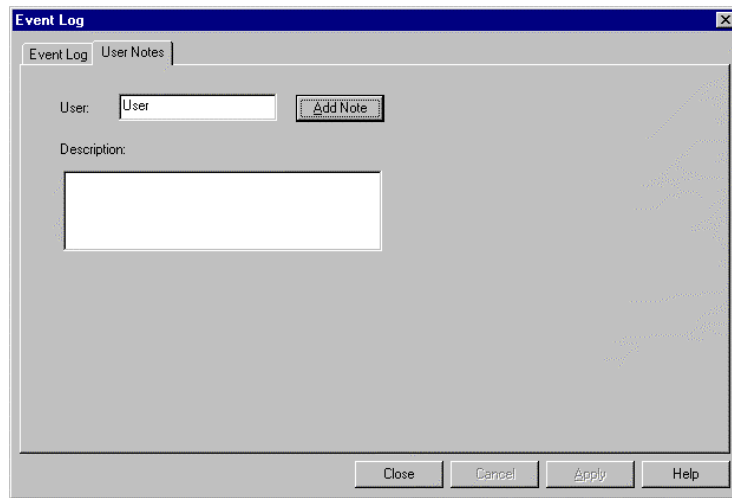 Event Log
Event Log User Notes
User: User Add Note
Description:
Close Cancel Apply Help